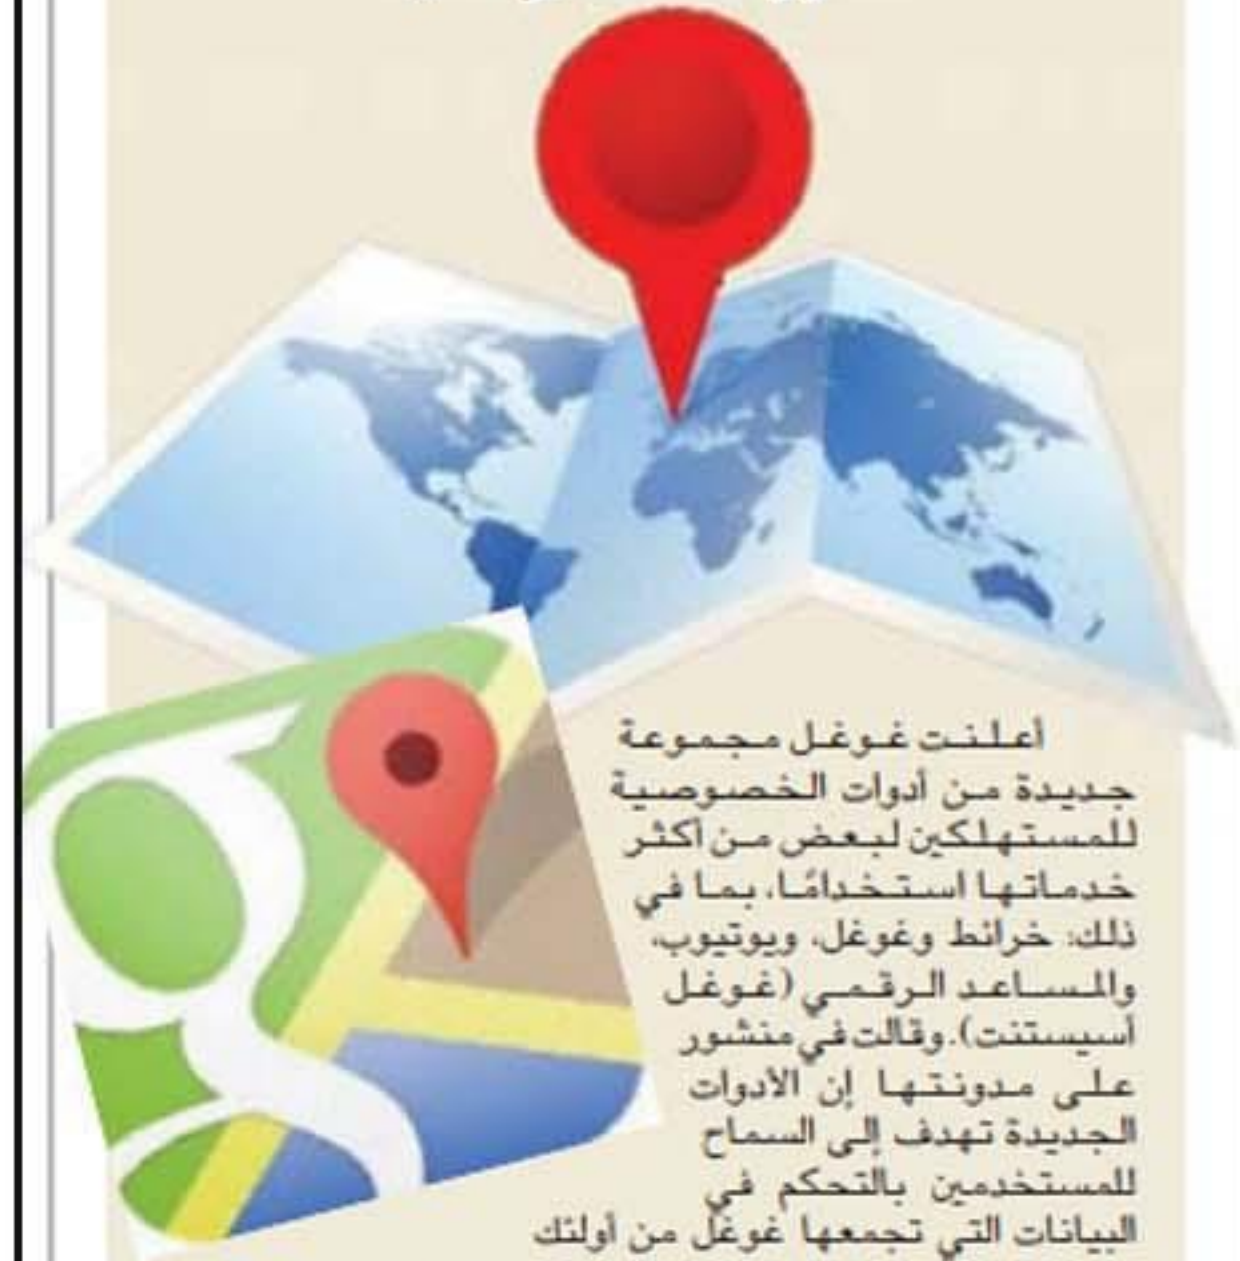 أعلنت غوغل مجموعة
جديدة من أدوات الخصوصية
للمستهلكين لبعض من أكثر
خدماتها استخدامًا، بما في
ذلك: خرائط وغوغل، ويوتيوب،
والمساعد الرقمي (غوغل
أسيستنت). وقالت في منشور
على مدونتها إن الأدوات
الجديدة تهدف إلى السماح
للمستخدمين بالتحكم في
البيانات التي تجمعها غوغل من أولئك